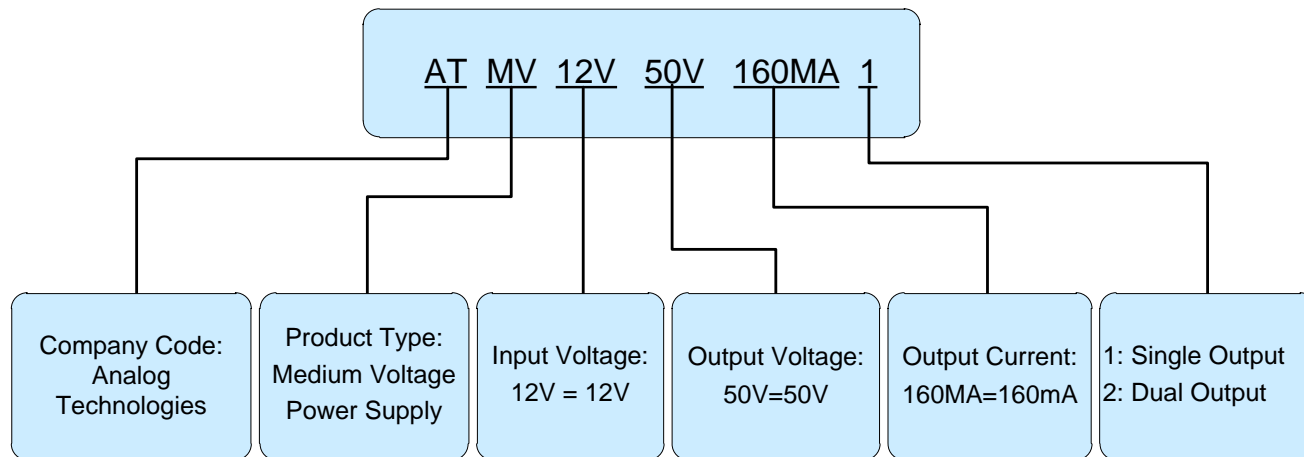 AT MV 12V 50V 160MA 1
Company Code:
Analog
Technologies
Product Type:
Medium Voltage
Power Supply
Input Voltage:
12V = 12V
Output Voltage:
50V=50V
Output Current:
160MA=160mA
1: Single Output
2: Dual Output